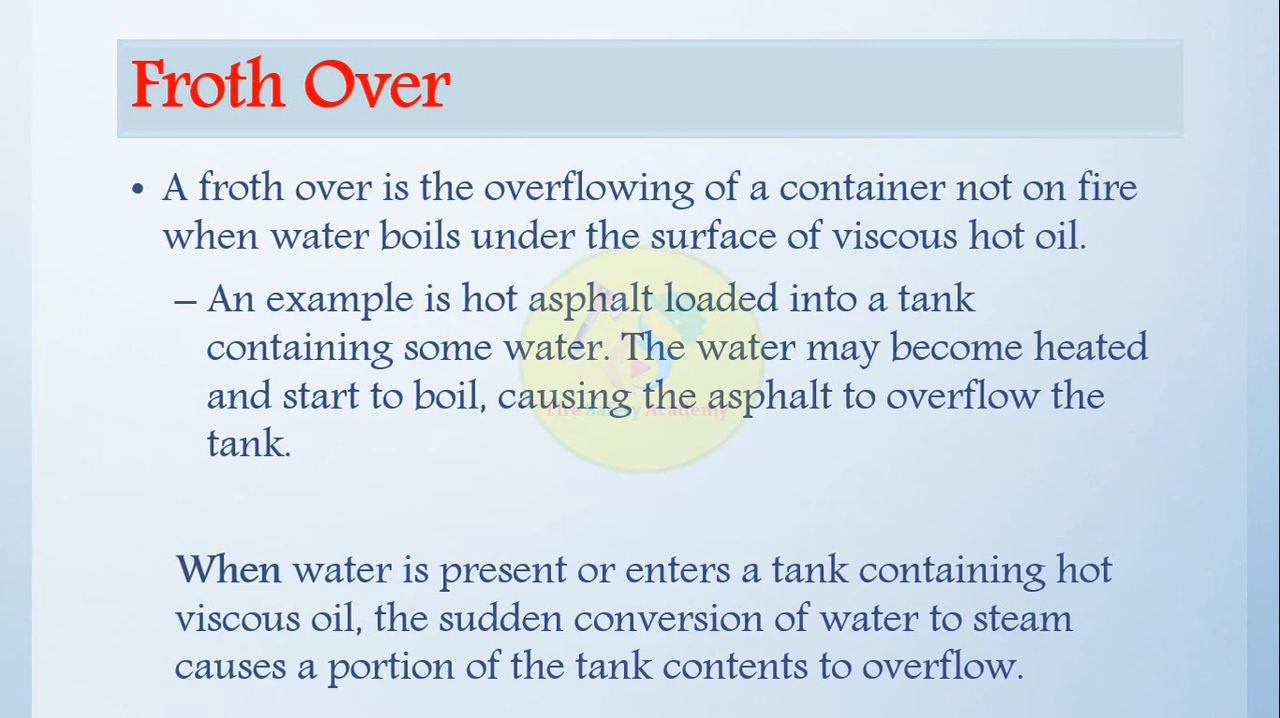 Froth Over
• A froth over is the overflowing of a container not on fire
when water boils under the surface of viscous hot oil.
– An example is hot asphalt loaded into a tank
containing some water. The water may become heated
and start to boil, causing the asphalt to overflow the
tank.
Fire Safety Academy
When water is present or enters a tank containing hot
viscous oil, the sudden conversion of water to steam
causes a portion of the tank contents to overflow.